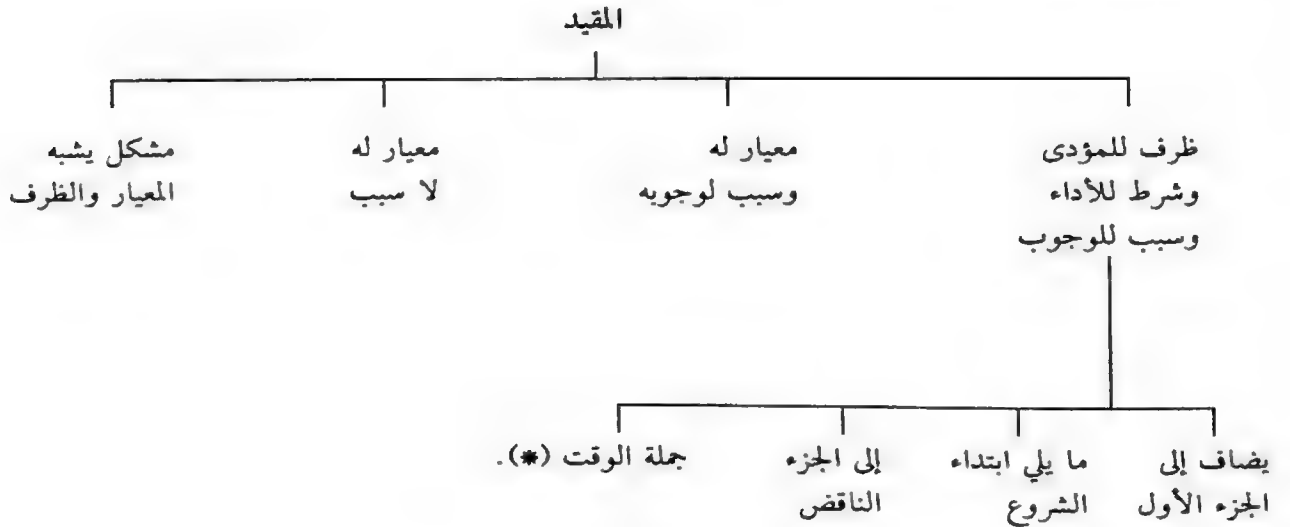 المقيد
ظرف للمؤدى
وشرط للأداء
وسبب للوجوب
معيار له
وسبب لوجوبه
معيار له
لا سبب
مشكل يشبه
المعيار والظرف
يضاف إلى
الجزء الأول
ما يلي ابتداء
الشروع
إلى الجزء
الناقض
جملة الوقت (*).